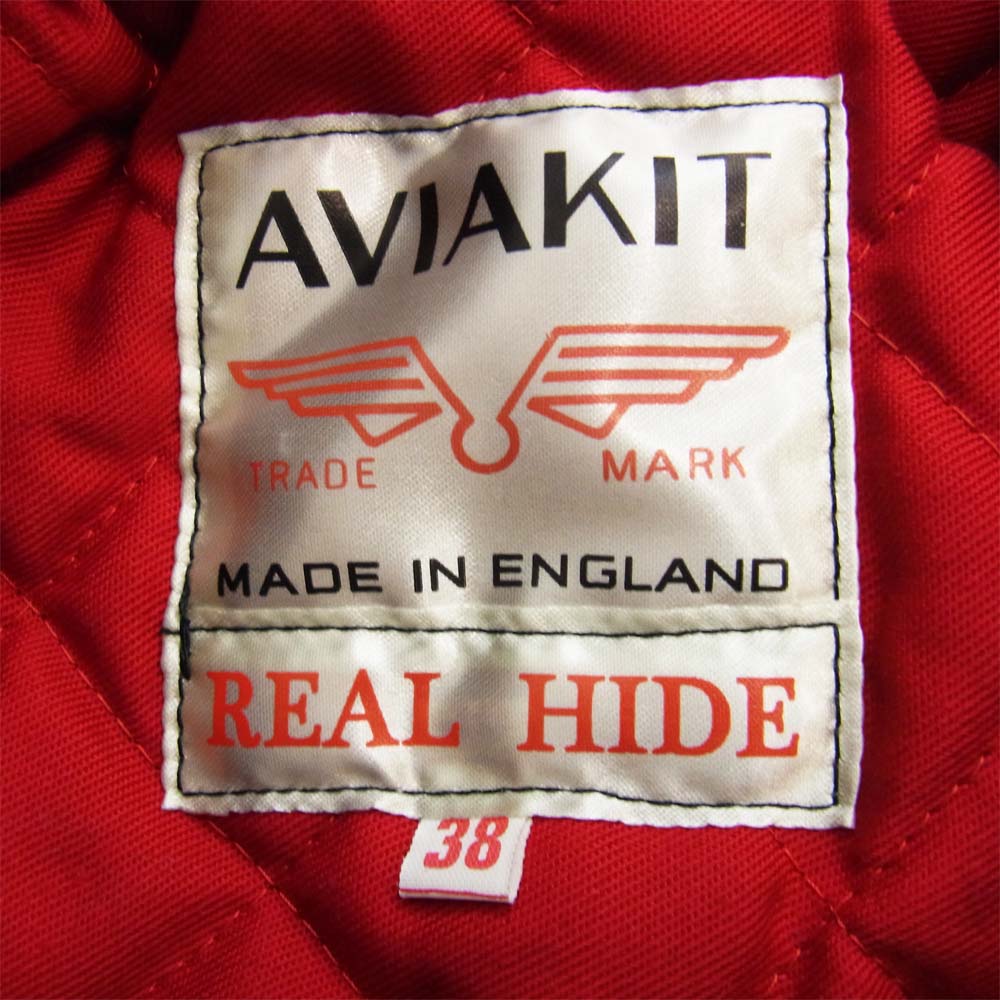 AVIAKIT
TRADE MARK
MADE IN ENGLAND
REAL HIDE
38